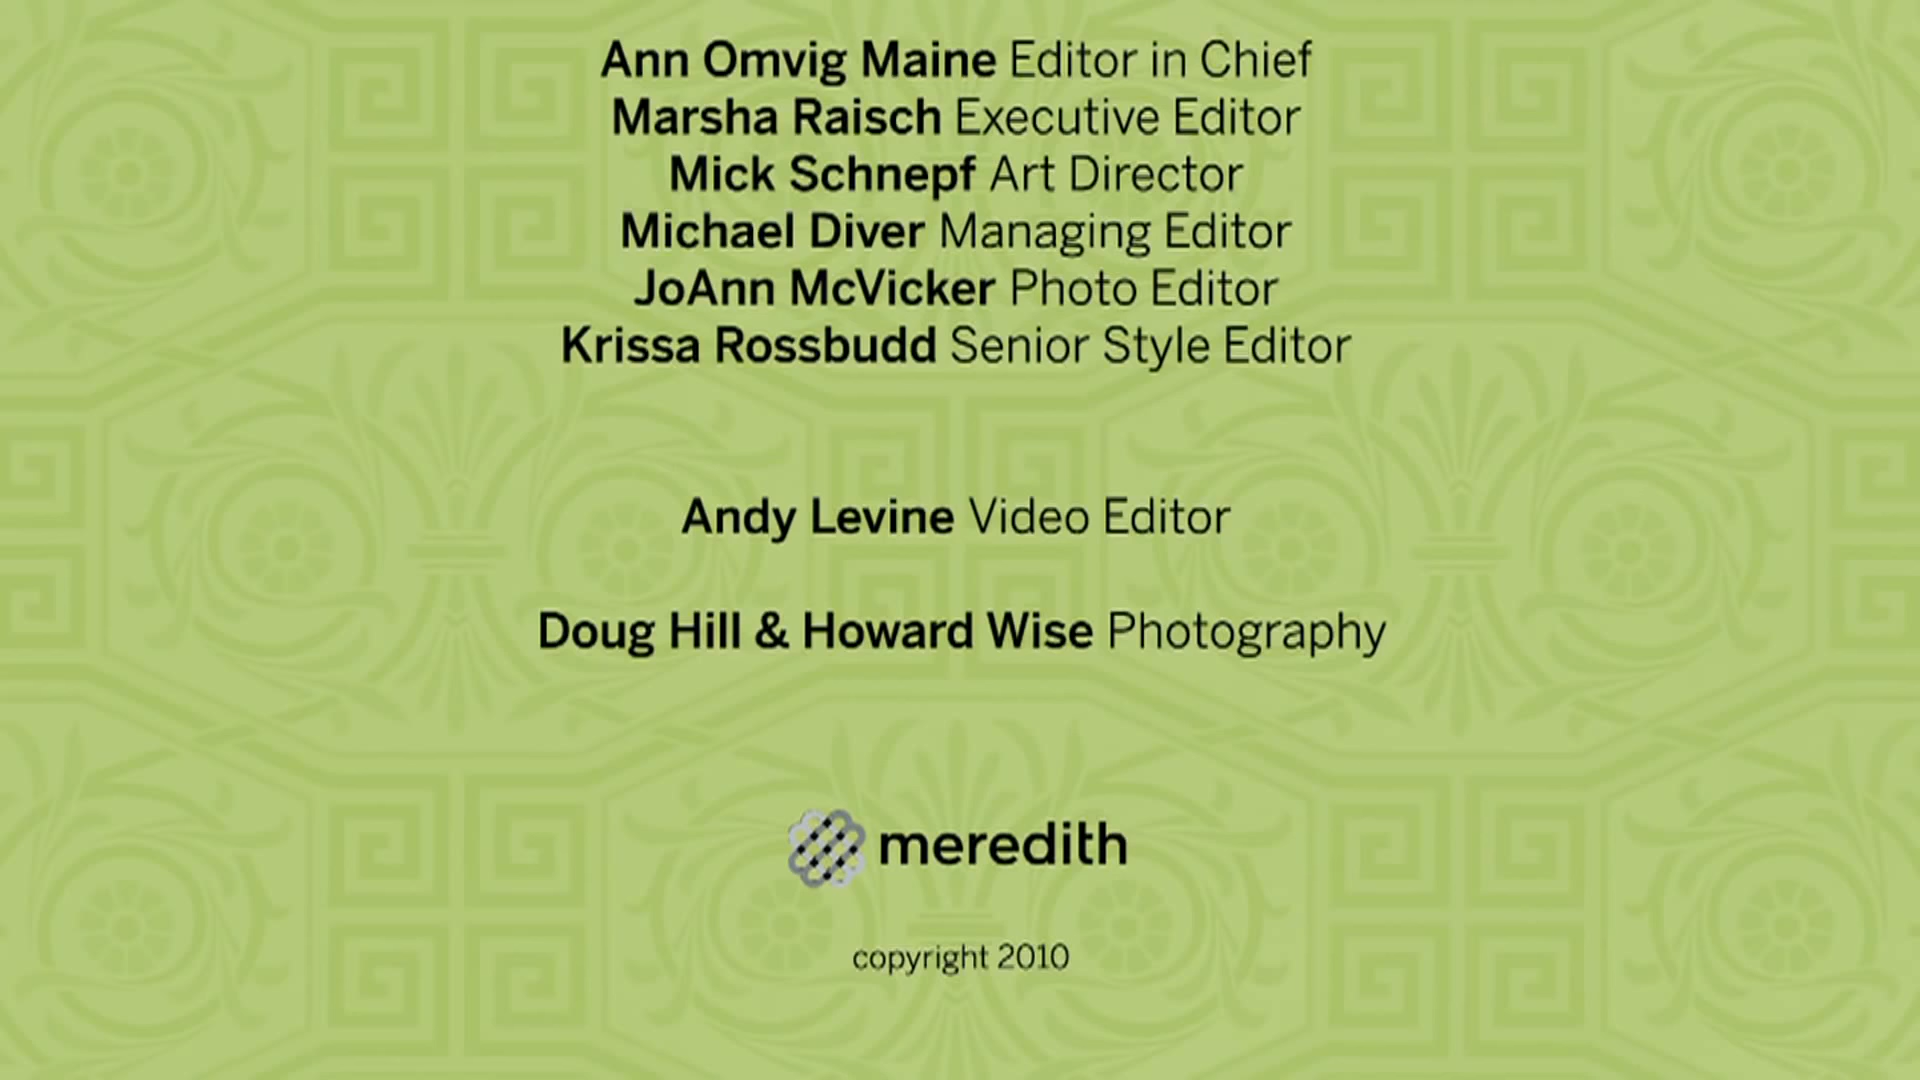 Ann Omvig Maine Editor in Chief
Marsha Raisch Executive Editor
Mick Schnepf Art Director
Michael Diver Managing Editor
JoAnn McVicker Photo Editor
Krissa Rossbudd Senior Style Editor
Andy Levine Video Editor
Doug Hill & Howard Wise Photography
meredith
copyright 2010